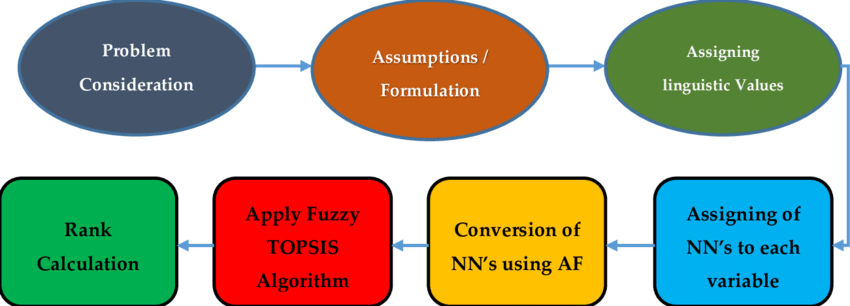 Problem
Consideration
Assumptions /
Formulation
Assigning
linguistic Values
Assigning of
NN's to each
variable
Conversion of
NN's using AF
Apply Fuzzy
TOPSIS
Algorithm
Rank
Calculation